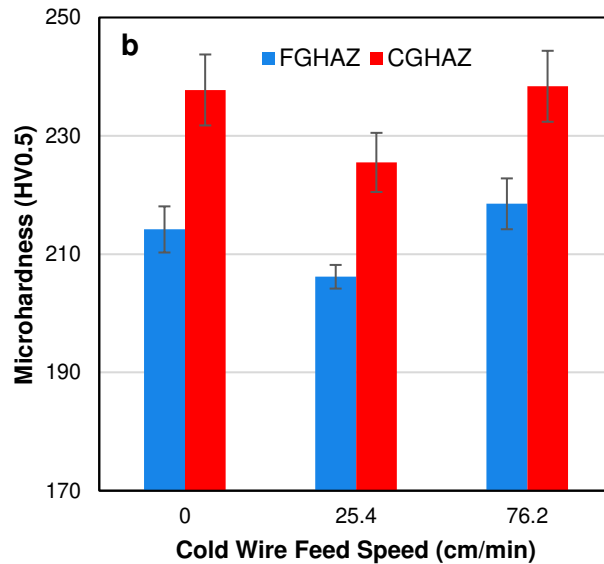 b
FGHAZ CGHAZ
250
230
210
190
170
Microhardness (HV0.5)
0 25.4 76.2
Cold Wire Feed Speed (cm/min)